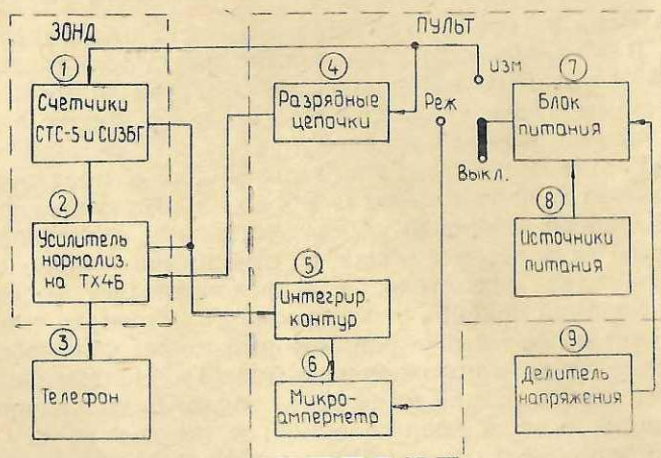 ЗОНД
ПУЛЬТ
1
Счетчики
СТС-5 и СИ3БГ
2
Усилитель
нормализ.
на ТХ4Б
3
Телефон
4
Разрядные
цепочки
Реж
изм
Выкл.
5
Интегрир
контур
6
Микро-
амперметр
7
Блок
питания
8
Источники
питания
9
Делитель
напряжения